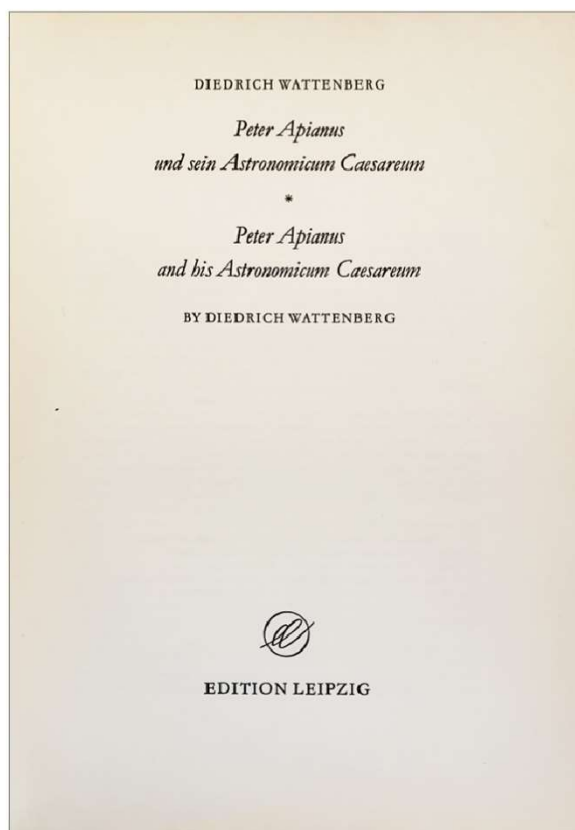 DIEDRICH WATTENBERG
Peter Apianus
und sein Astronomicum Caesareum
*
Peter Apianus
and his Astronomicum Caesareum
BY DIEDRICH WATTENBERG
EDITION LEIPZIG